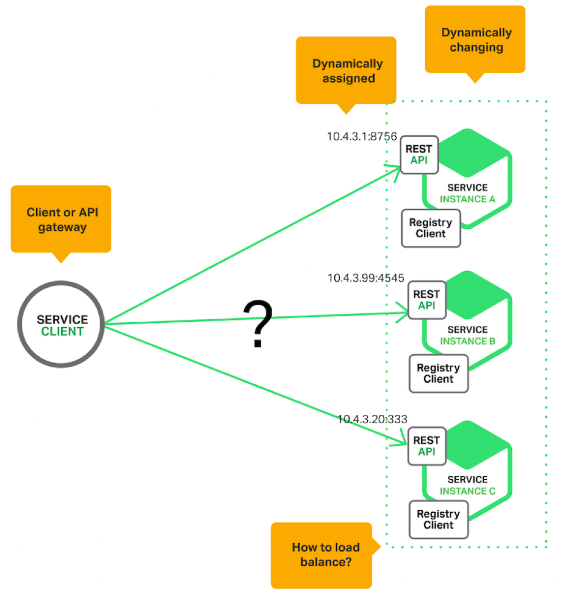 Dynamically
changing
Dynamically
assigned
10.4.3.1:8756
REST
API
SERVICE
INSTANCE A
Registry
Client
Client or API
gateway
10.4.3.99:4545
REST
API
SERVICE
INSTANCE B
Registry
Client
?
SERVICE
CLIENT
10.4.3.20:333
REST
API
SERVICE
INSTANCE C
Registry
Client
How to load
balance?